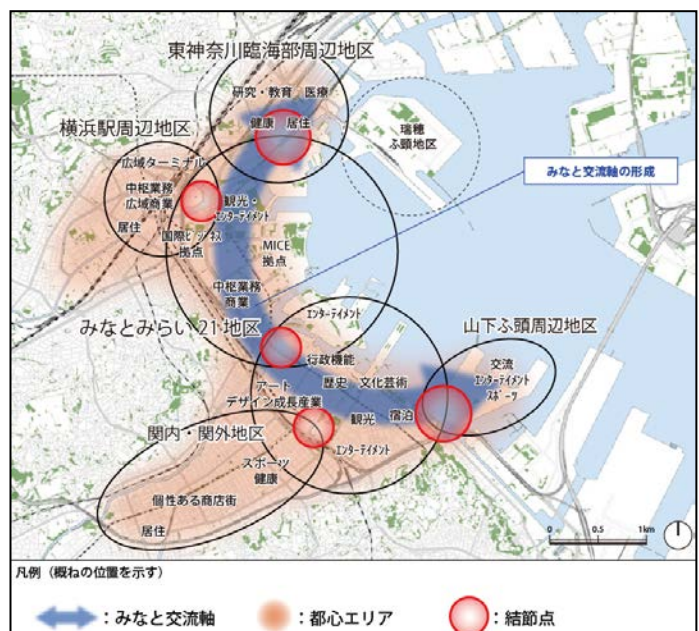 東神奈川臨海部周辺地区
研究・教育 医療
健康 居住
瑞穂
ふ頭地区
横浜駅周辺地区
広域ターミナル
中枢業務
広域商業
居住
みなと交流軸の形成
観光・
エンターテイメント
国際ビジネス
拠点
MICE
拠点
中枢業務
商業
エンターテイメント
みなとみらい21地区
山下ふ頭周辺地区
行政機能
交流
エンターテイメント
スポーツ
アート
デザイン成長産業
歴史 文化芸術
観光
宿泊
関内・関外地区
エンターテイメント
スポーツ
健康
個性ある商店街
居住
0 0.5 1km
凡例（概ねの位置を示す）
：みなと交流軸 ：都心エリア ：結節点